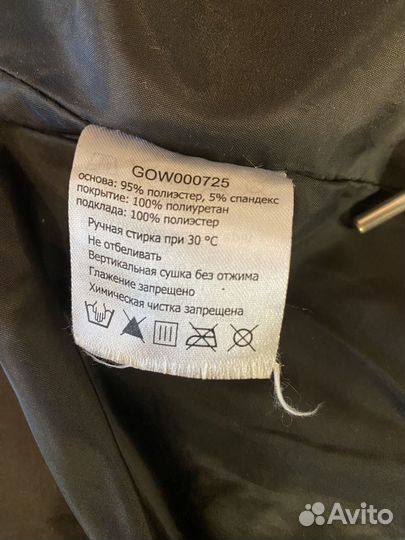 GOW000725
основа: 95% полиэстер, 5% спандекс
покрытие: 100% полиуретан
подклада: 100% полиэстер
Ручная стирка при 30 °C
Не отбеливать
Вертикальная сушка без отжима
Глажение запрещено
Химическая чистка запрещена
Avito